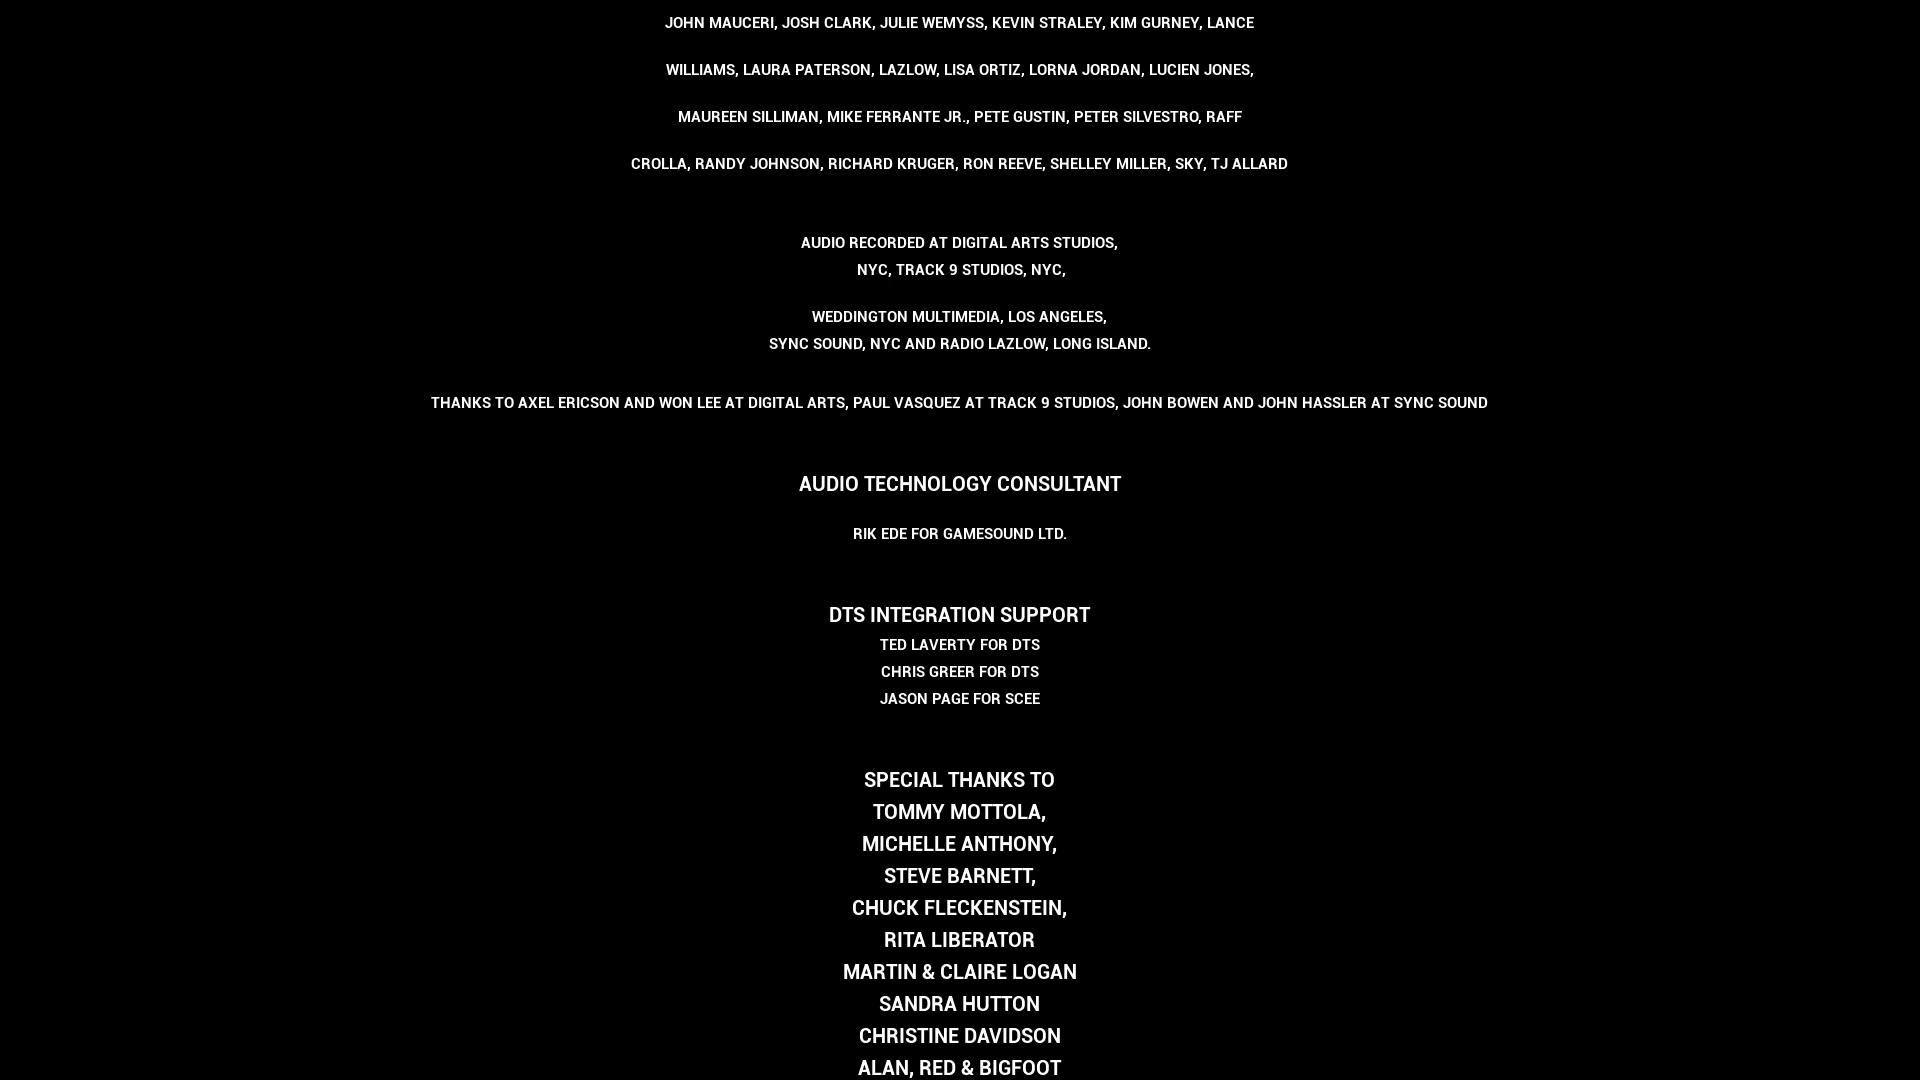 JOHN MAUCERI, JOSH CLARK, JULIE WEMYSS, KEVIN STRALEY, KIM GURNEY, LANCE
WILLIAMS, LAURA PATERSON, LAZLOW, LISA ORTIZ, LORNA JORDAN, LUCIEN JONES,
MAUREEN SILLIMAN, MIKE FERRANTE JR., PETE GUSTIN, PETER SILVESTRO, RAFF
CROLLA, RANDY JOHNSON, RICHARD KRUGER, RON REEVE, SHELLEY MILLER, SKY, TJ ALLARD
AUDIO RECORDED AT DIGITAL ARTS STUDIOS,
NYC, TRACK 9 STUDIOS, NYC,
WEDDINGTON MULTIMEDIA, LOS ANGELES,
SYNC SOUND, NYC AND RADIO LAZLOW, LONG ISLAND.
THANKS TO AXEL ERICSON AND WON LEE AT DIGITAL ARTS, PAUL VASQUEZ AT TRACK 9 STUDIOS, JOHN BOWEN AND JOHN HASSLER AT SYNC SOUND
AUDIO TECHNOLOGY CONSULTANT
RIK EDE FOR GAMESOUND LTD.
DTS INTEGRATION SUPPORT
TED LAVERTY FOR DTS
CHRIS GREER FOR DTS
JASON PAGE FOR SCEE
SPECIAL THANKS TO
TOMMY MOTTOLA,
MICHELLE ANTHONY,
STEVE BARNETT,
CHUCK FLECKENSTEIN,
RITA LIBERATOR
MARTIN & CLAIRE LOGAN
SANDRA HUTTON
CHRISTINE DAVIDSON
ALAN, RED & BIGFOOT